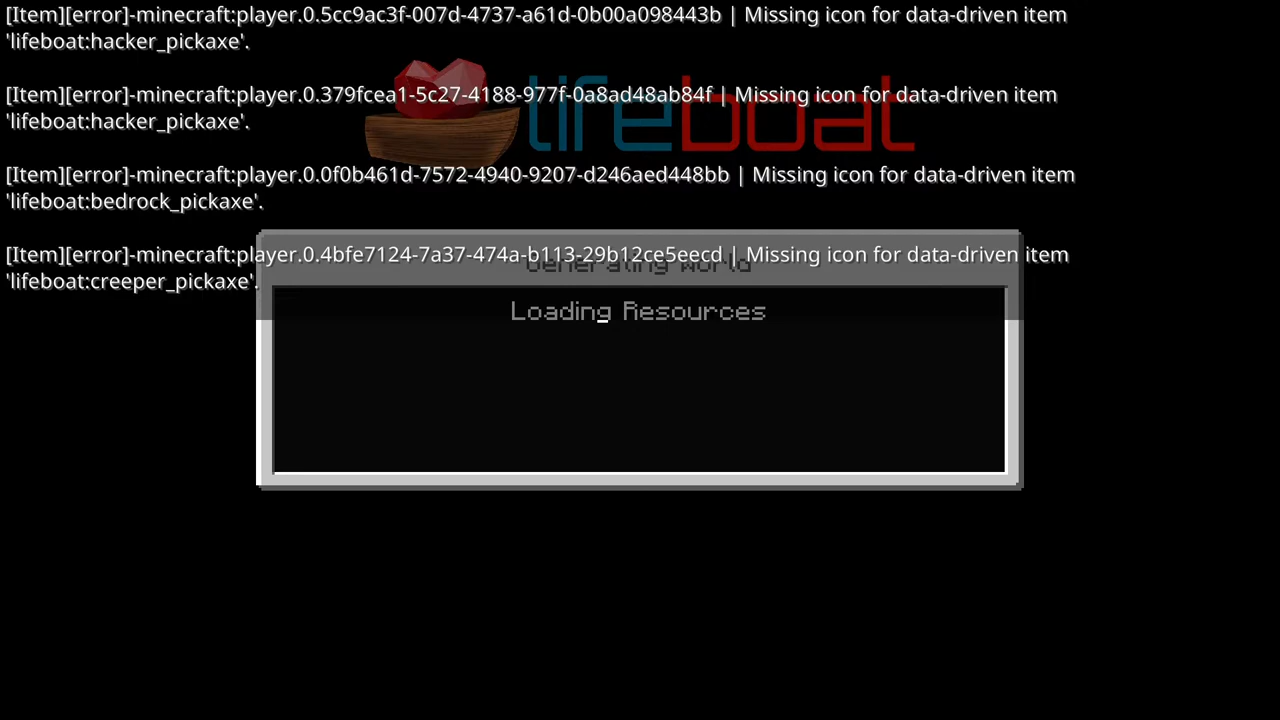 [Item][error]-minecraft:player.0.5cc9ac3f-007d-4737-a61d-0b00a098443b | Missing icon for data-driven item
'lifeboat:hacker_pickaxe'.
[Item][error]-minecraft:player.0.379fcea1-5c27-4188-977f-0a8ad48ab84f | Missing icon for data-driven item
'lifeboat:hacker_pickaxe'.
lifeboat
[Item][error]-minecraft:player.0.0f0b461d-7572-4940-9207-d246aed448bb | Missing icon for data-driven item
'lifeboat:bedrock_pickaxe'.
[Item][error]-minecraft:player.0.4bfe7124-7a37-474a-b113-29b12ce5eecd | Missing icon for data-driven item
'lifeboat:creeper_pickaxe'.
Generating world
Loading Resources